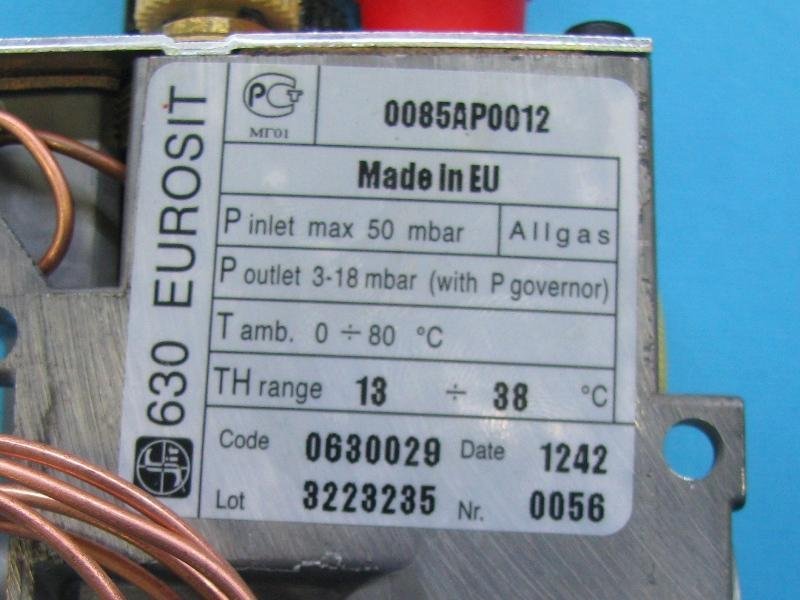 630 EUROSIT
РСТ
МГ01
0085AP0012
Made in EU
P inlet max 50 mbar
Allgas
P outlet 3-18 mbar (with P governor)
T amb. 0 ÷ 80 °C
TH range 13 ÷ 38 °C
Code 0630029 Date 1242
Lot 3223235 Nr. 0056